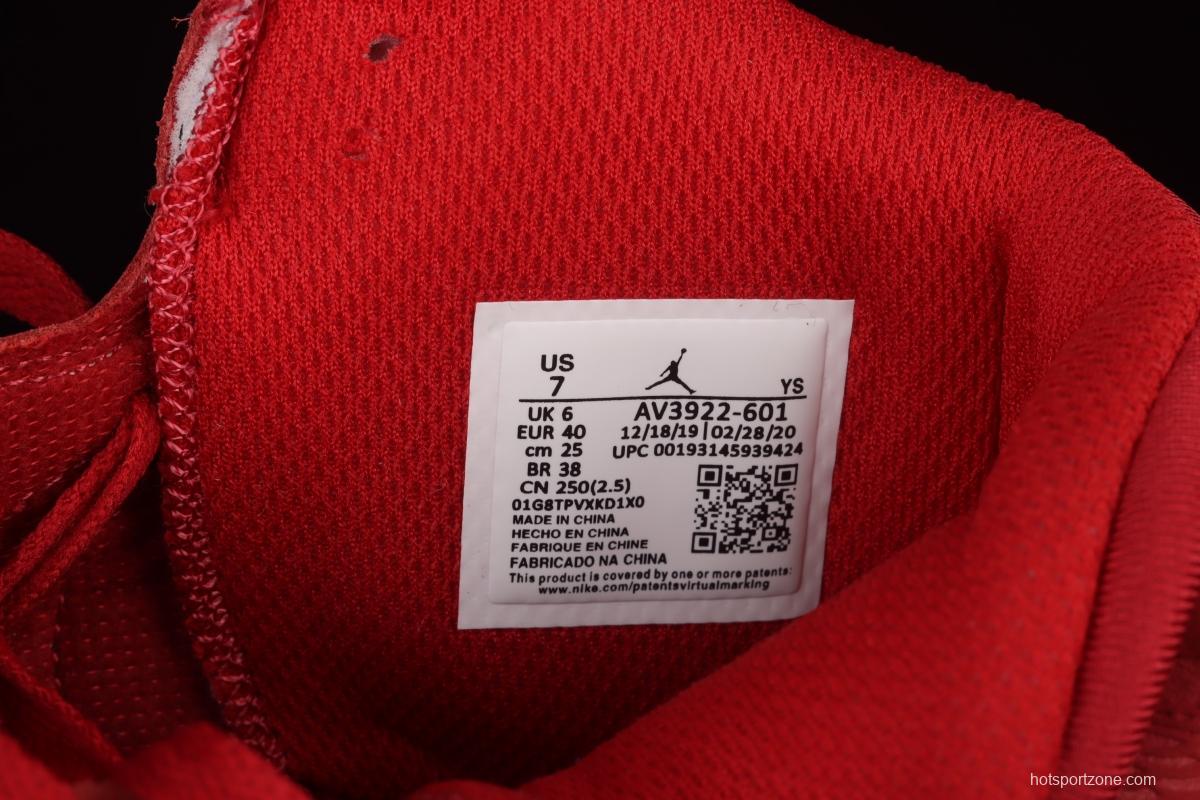 US
7
YS
UK 6
AV3922-601
EUR 40
12/18/19|02/28/20
cm 25
UPC 00193145939424
BR 38
CN 250(2.5)
01G8TPVXKD1X0
MADE IN CHINA
HECHO EN CHINA
FABRIQUE EN CHINE
FABRICADO NA CHINA
This product is covered by one or more patents:
www.nike.com/patentsvirtualmarking
hotsportzone.com